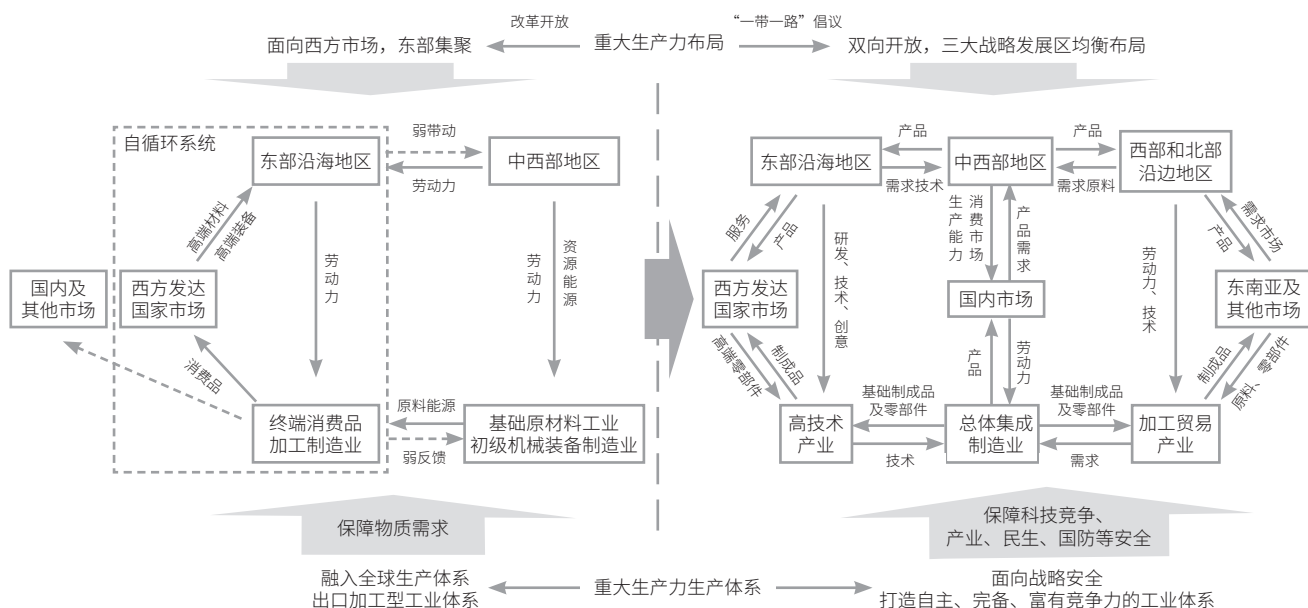 改革开放
“一带一路”倡议
面向西方市场，东部集聚
重大生产力布局
双向开放，三大战略发展区均衡布局
自循环系统
东部沿海地区
弱带动
劳动力
中西部地区
高端材料
高端装备
劳动力
劳动力
资源能源
国内及
其他市场
西方发达
国家市场
消费品
终端消费品
加工制造业
原料能源
弱反馈
基础原材料工业
初级机械装备制造业
东部沿海地区
产品
需求技术
中西部地区
产品
需求原料
西部和北部
沿边地区
服务
产品
研发、技术、创意
生产能力
消费市场
产品需求
劳动力、技术
需求市场
产品
西方发达
国家市场
国内市场
东南亚及
其他市场
高端零部件
制成品
产品
劳动力
制成品
原料、零部件
高技术
产业
基础制成品
及零部件
技术
总体集成
制造业
基础制成品
及零部件
需求
加工贸易
产业
保障物质需求
保障科技竞争、
产业、民生、国防等安全
融入全球生产体系
出口加工型工业体系
重大生产力生产体系
面向战略安全
打造自主、完备、富有竞争力的工业体系